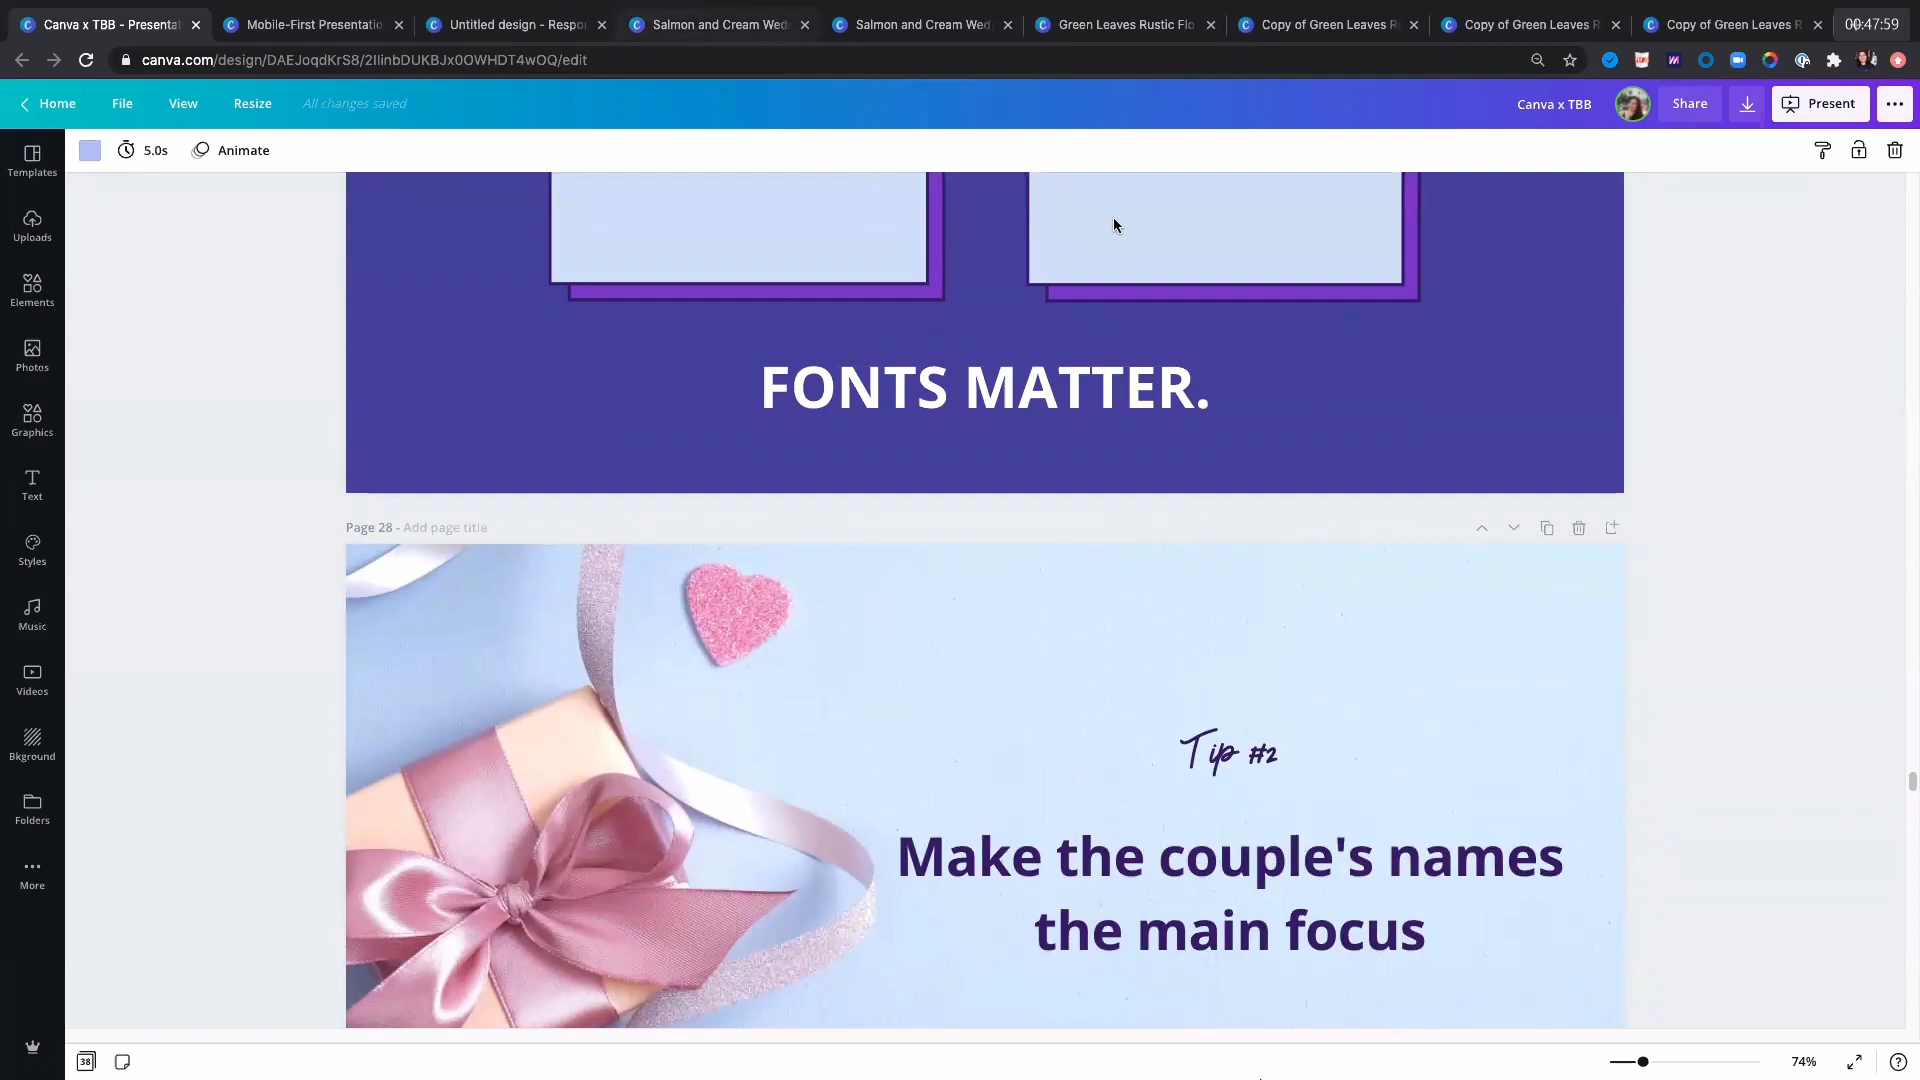 Canva x TBB - Presentat
Mobile-First Presentatio
Untitled design - Respo
Salmon and Cream Wed
Salmon and Cream Wed
Green Leaves Rustic Flo
Copy of Green Leaves R
Copy of Green Leaves R
Copy of Green Leaves R
00:47:59
canva.com/design/DAEJoqdKrS8/2IlinbDUKBJx0OWHDT4wOQ/edit
Home
File
View
Resize
All changes saved
Canva x TBB
Share
Present
5.0s
Animate
Templates
Uploads
Elements
Photos
Graphics
Text
Styles
Music
Videos
Bkground
Folders
More
FONTS MATTER.
Page 28 - Add page title
Tip #2
Make the couple's names
the main focus
38
74%